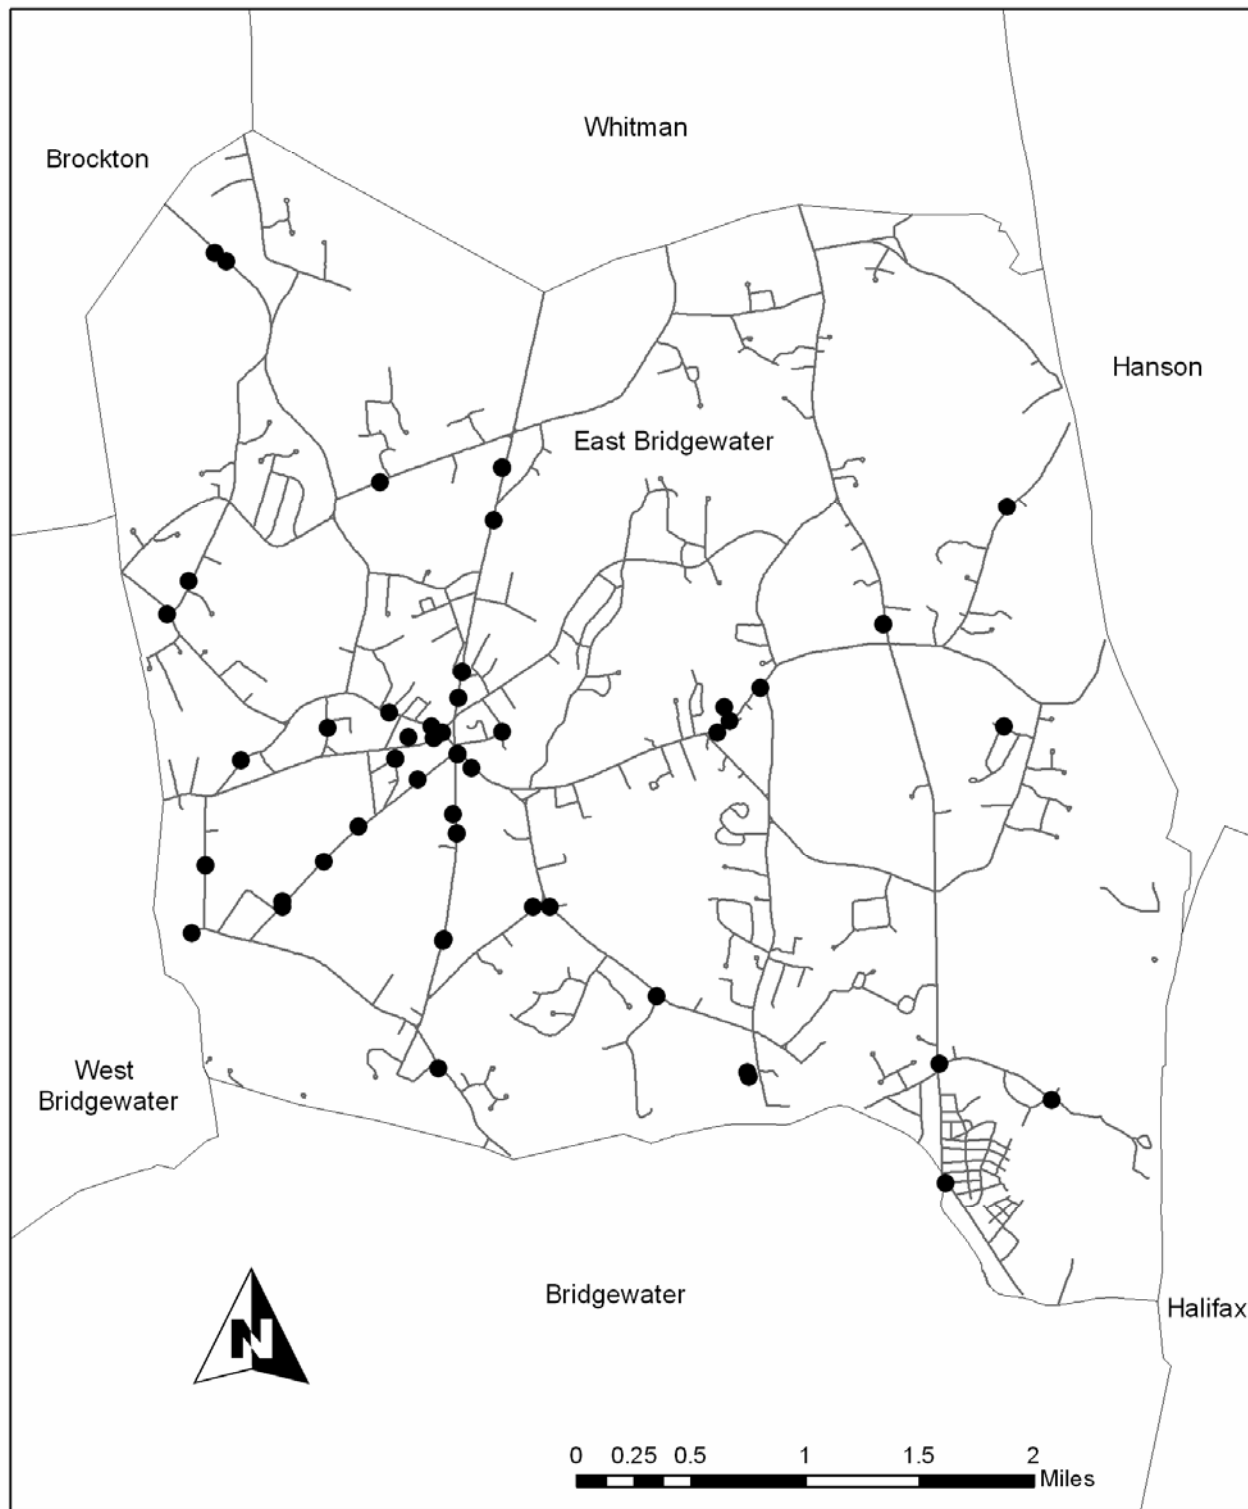 Whitman
Brockton
Hanson
East Bridgewater
West
Bridgewater
Bridgewater
Halifax
N
0 0.25 0.5 1 1.5 2
Miles